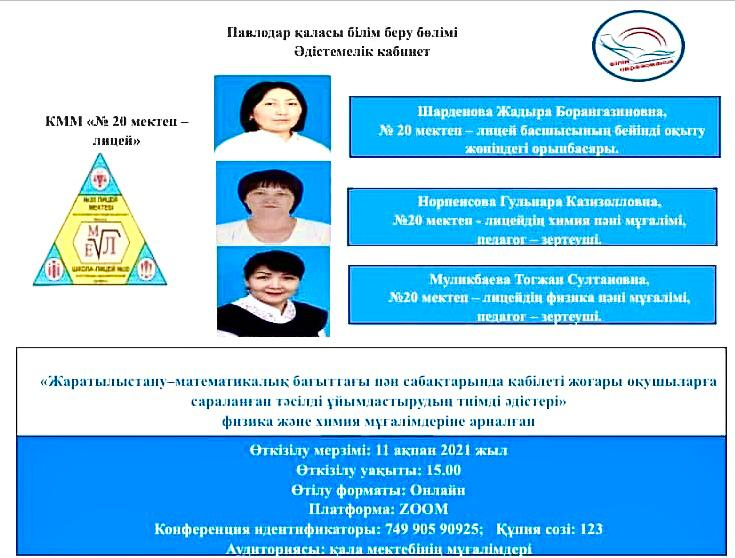 Павлодар қаласы білім беру бөлімі
Әдістемелік кабинет
КММ «№ 20 мектеп –
лицей»
№20 ЛИЦЕЙ
МЕКТЕБІ
М
Е
Л
ШКОЛА-ЛИЦЕЙ №20
Шарденова Жадыра Борангазиновна,
№ 20 мектеп – лицей басшысының бейінді оқыту
жөніндегі орынбасары.
Норпеисова Гульнара Казизолловна,
№20 мектеп - лицейдің химия пәні мұғалімі,
педагог – зертеуші.
Муликбаева Тогжан Султановна,
№20 мектеп – лицейдің физика пәні мұғалімі,
педагог – зертеуші.
«Жаратылыстану–математикалық бағыттағы пән сабақтарында қабілеті жоғары оқушыларға
сараланған тәсілді ұйымдастырудың тиімді әдістері»
физика және химия мұғалімдеріне арналған
Өткізілу мерзімі: 11 ақпан 2021 жыл
Өткізілу уақыты: 15.00
Өтілу форматы: Онлайн
Платформа: ZOOM
Конференция идентификаторы: 749 905 90925; Құпия созі: 123
Аудиториясы: қала мектебінің мұғалімдері